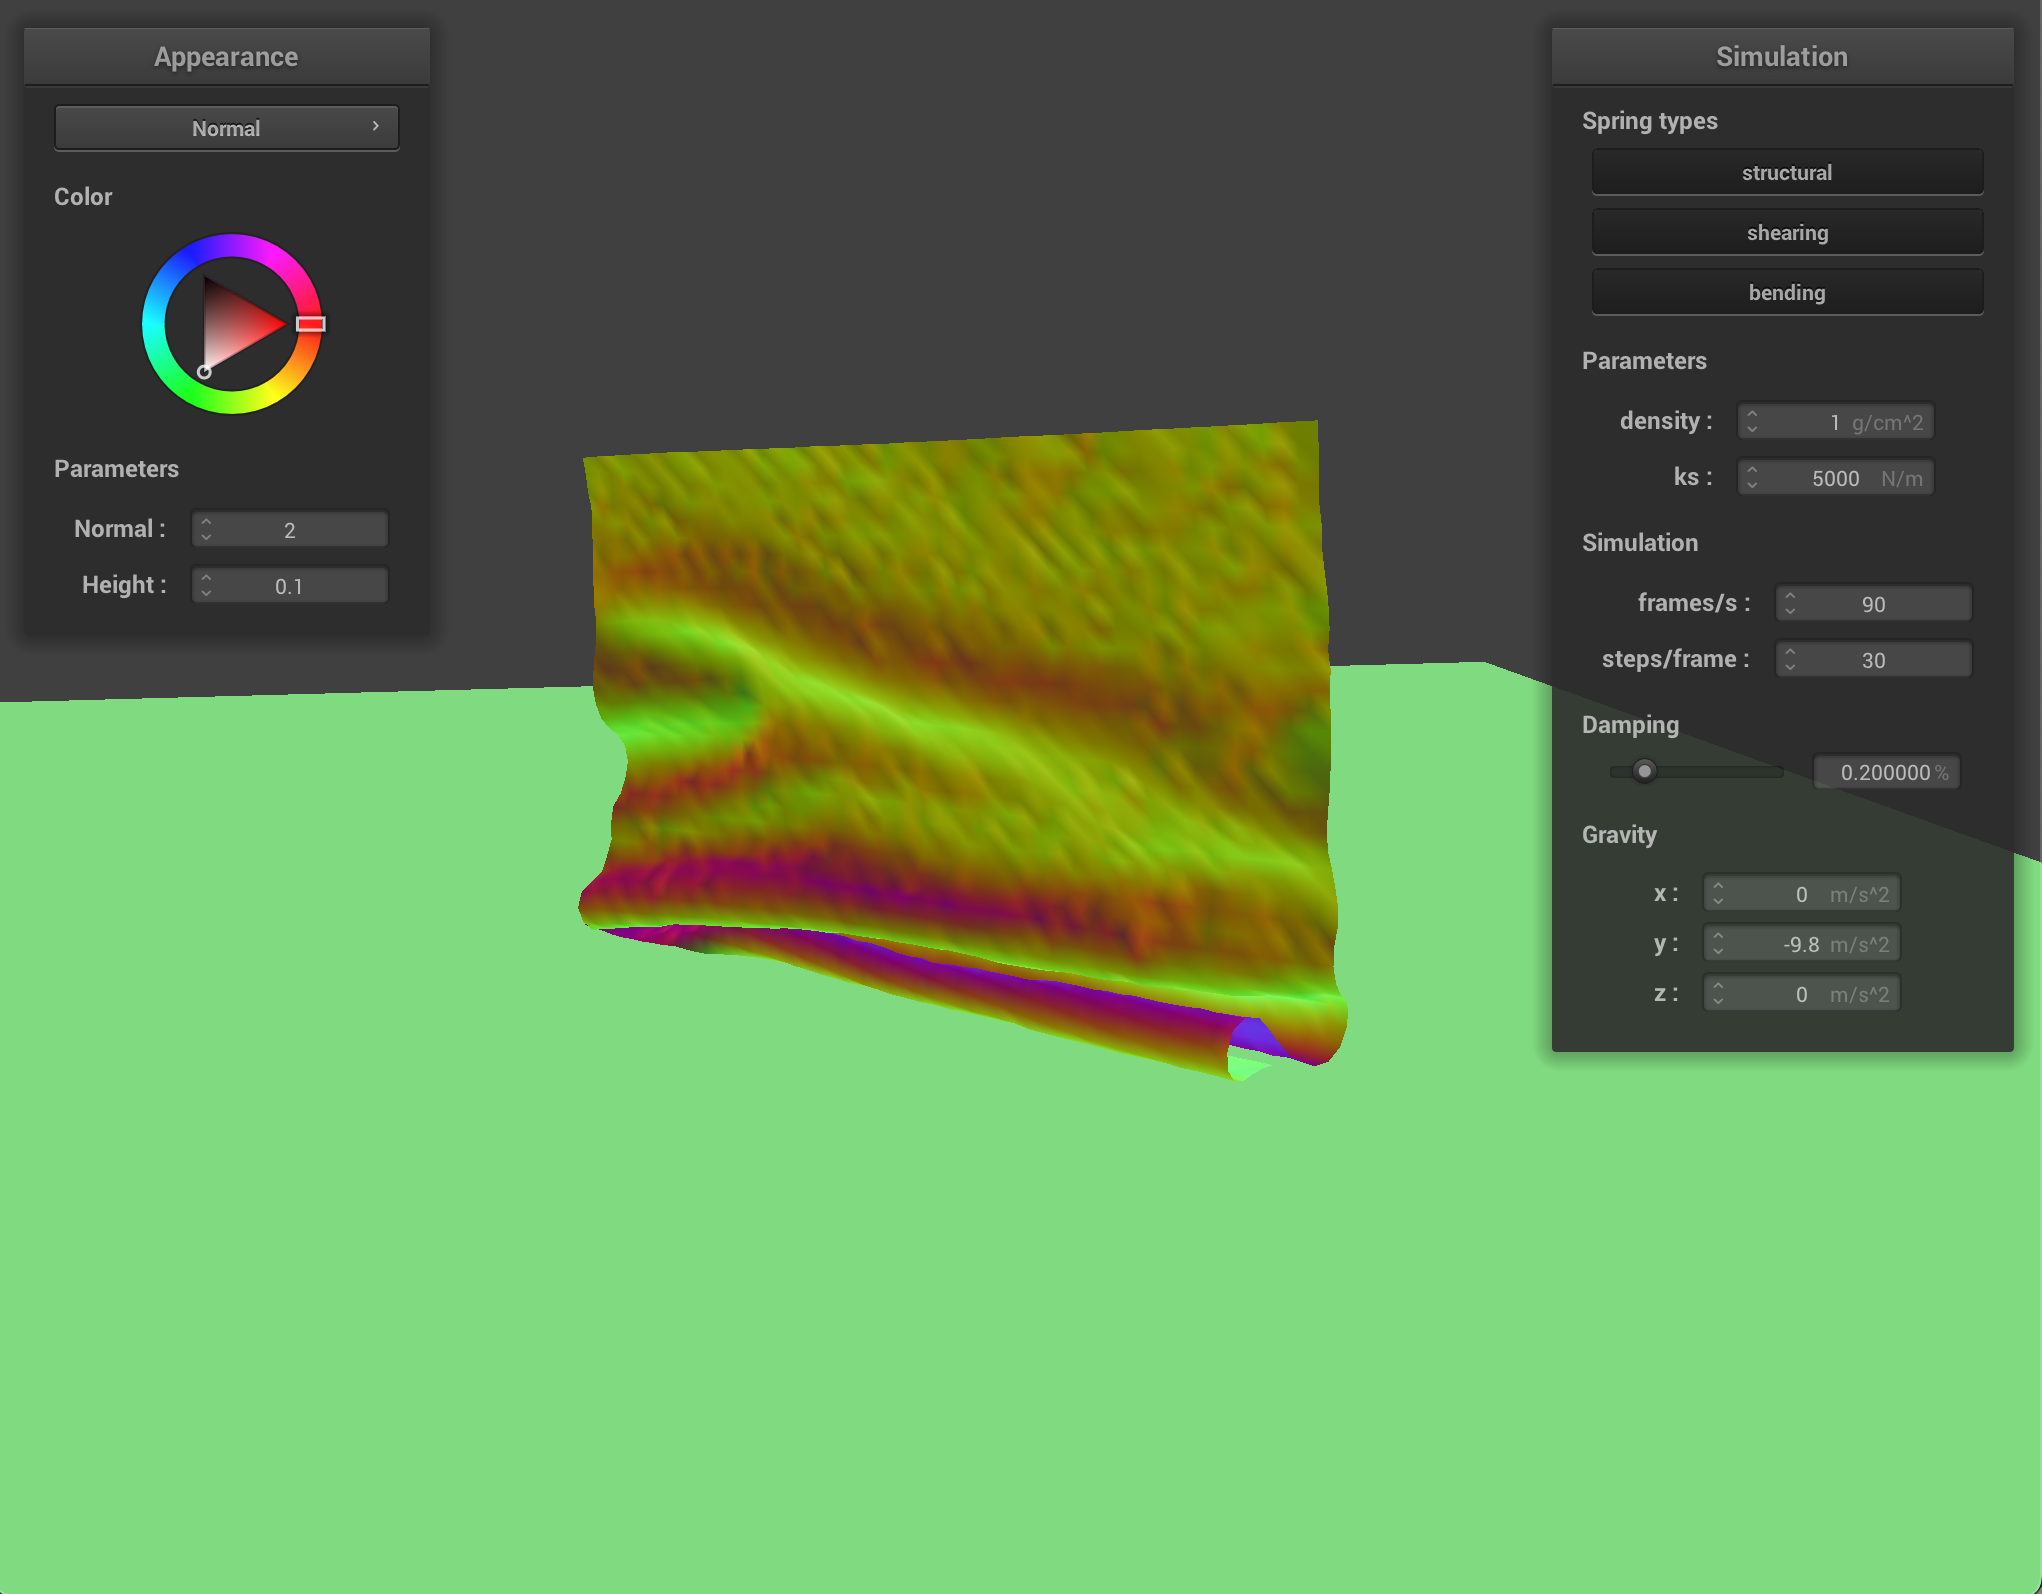 Appearance
Normal
Color
Parameters
Normal : 2
Height : 0.1
Simulation
Spring types
structural
shearing
bending
Parameters
density : 1 g/cm^2
ks : 5000 N/m
Simulation
frames/s : 90
steps/frame : 30
Damping
0.200000 %
Gravity
x : 0 m/s^2
y : -9.8 m/s^2
z : 0 m/s^2